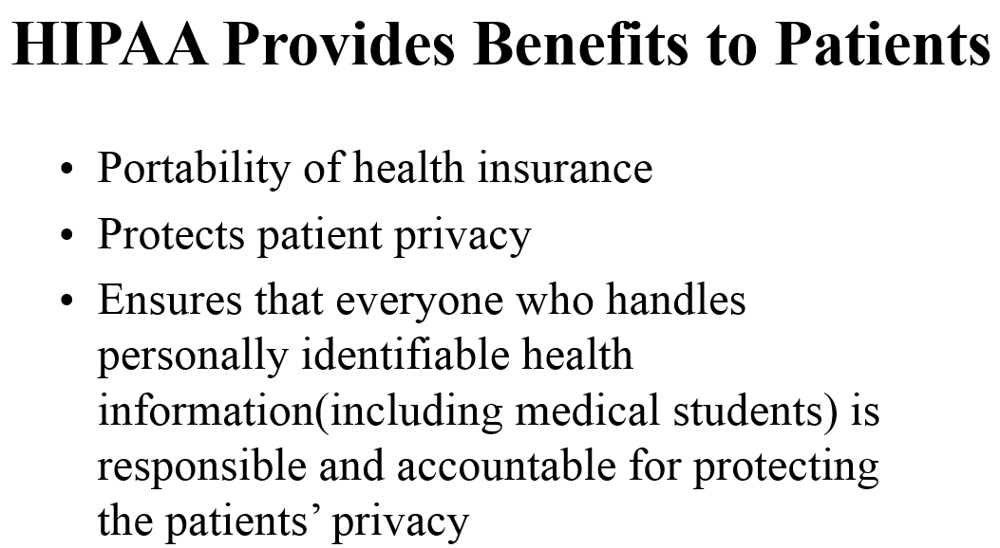 HIPAA Provides Benefits to Patients
• Portability of health insurance
• Protects patient privacy
• Ensures that everyone who handles
personally identifiable health
information(including medical students) is
responsible and accountable for protecting
the patients’ privacy